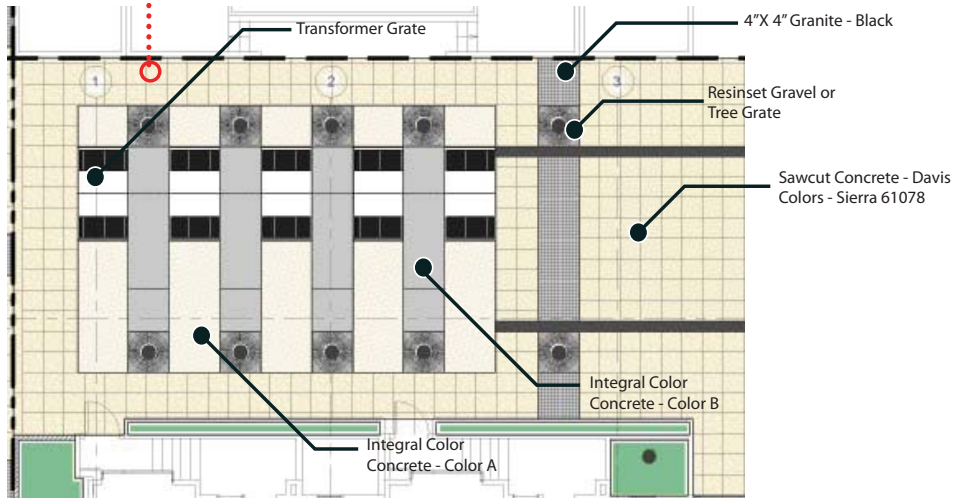 4”X 4” Granite - Black
Transformer Grate
1
2
3
Resinset Gravel or
Tree Grate
Sawcut Concrete - Davis
Colors - Sierra 61078
Integral Color
Concrete - Color B
Integral Color
Concrete - Color A